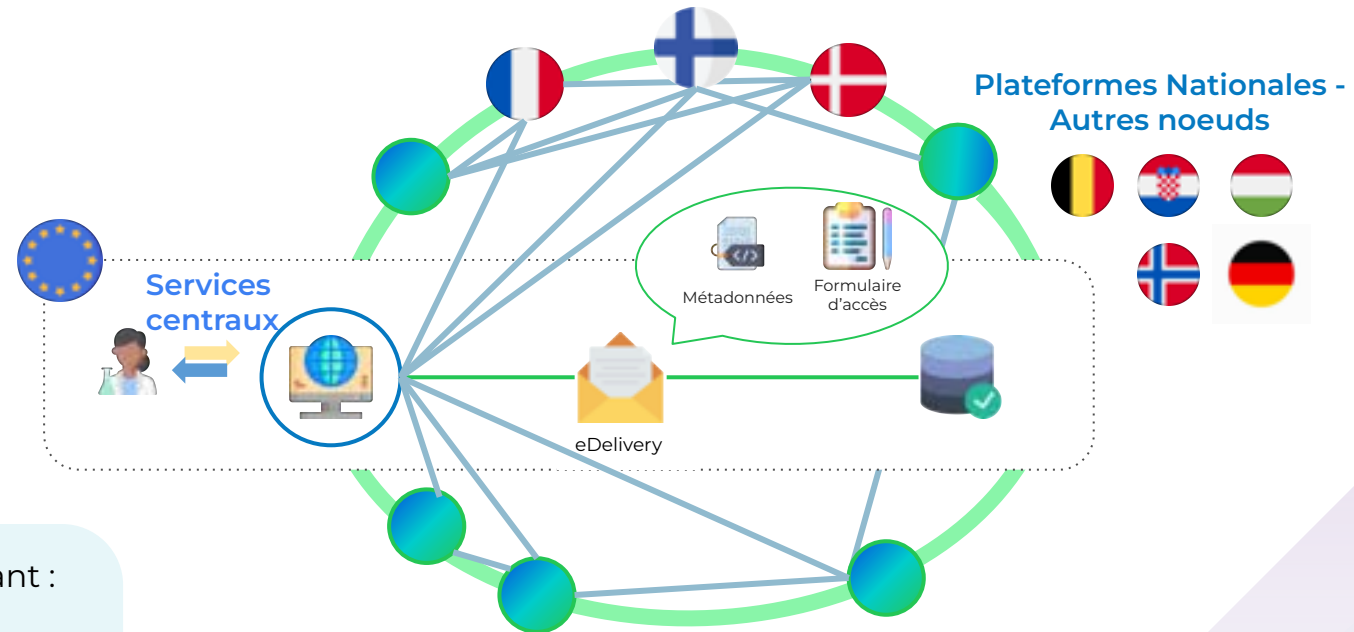 Plateformes Nationales -
Autres noeuds
Services
centraux
Métadonnées
Formulaire
d'accès
</>
eDelivery
ant :